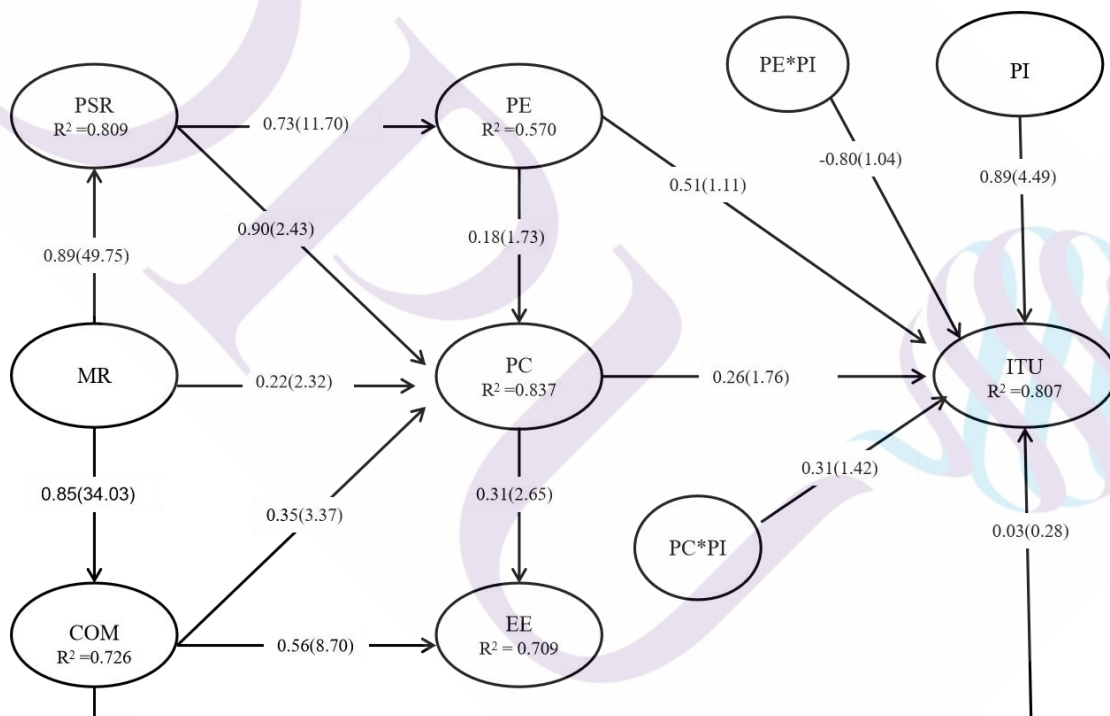 PE*PI
PI
PSR
R² =0.809
PE
R² =0.570
0.73(11.70)
-0.80(1.04)
0.89(4.49)
0.51(1.11)
0.90(2.43)
0.18(1.73)
0.89(49.75)
MR
0.22(2.32)
PC
R² =0.837
0.26(1.76)
ITU
R² =0.807
0.31(1.42)
0.85(34.03)
0.31(2.65)
0.35(3.37)
0.03(0.28)
PC*PI
COM
R² =0.726
0.56(8.70)
EE
R² = 0.709